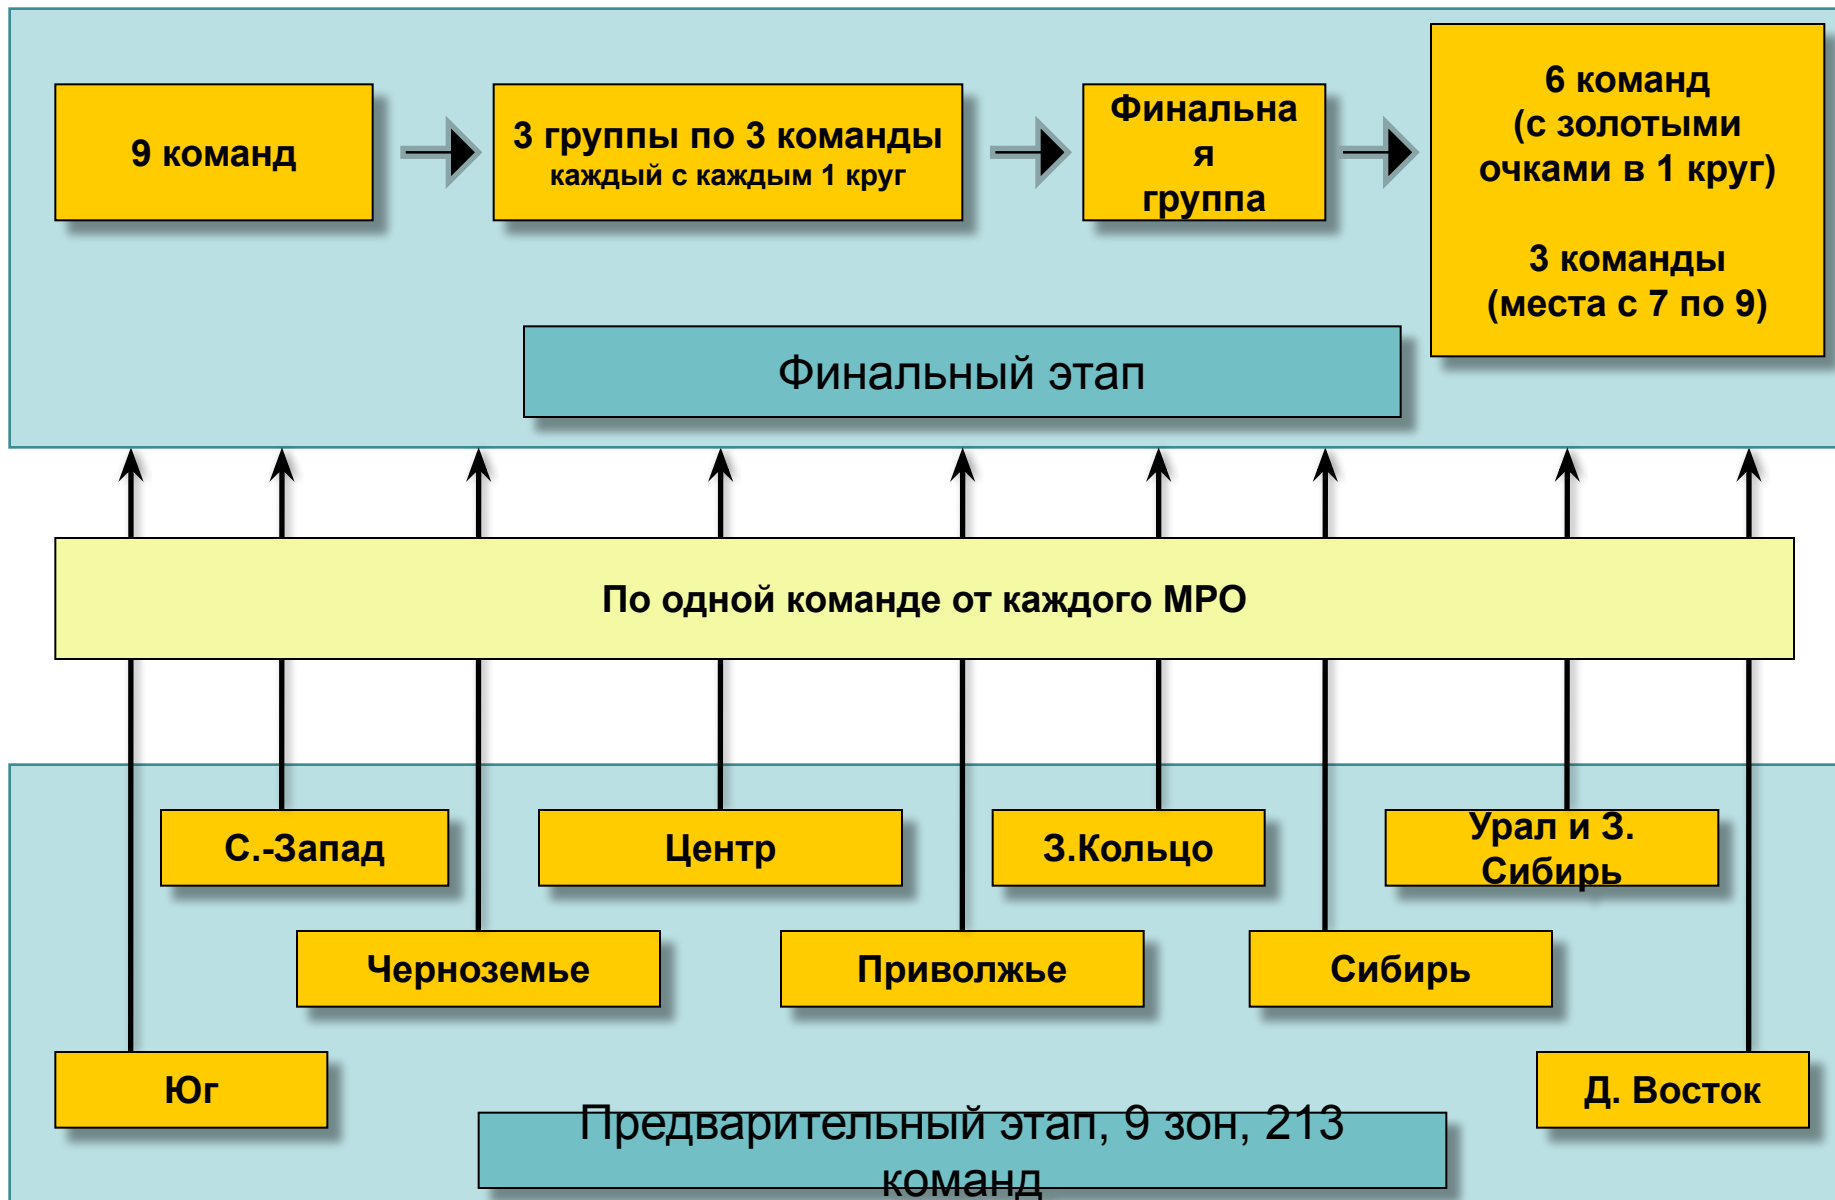 9 команд
3 группы по 3 команды
каждый с каждым 1 круг
Финальна
я
группа
6 команд
(с золотыми
очками в 1 круг)
3 команды
(места с 7 по 9)
Финальный этап
По одной команде от каждого МРО
С.-Запад
Центр
З.Кольцо
Урал и З.
Сибирь
Черноземье
Приволжье
Сибирь
Юг
Д. Восток
Предварительный этап, 9 зон, 213
команд